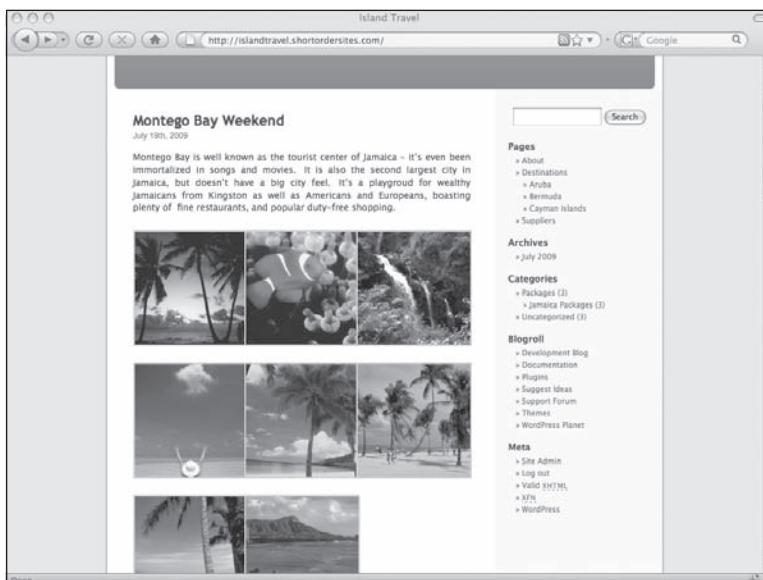 Island Travel
http://islandtravel.shortordersites.com/
Google
Montego Bay Weekend
July 19th, 2009
Montego Bay is well known as the tourist center of Jamaica – it's even been
immortalized in songs and movies. It is also the second largest city in
Jamaica, but doesn't have a big city feel. It's a playgroud for wealthy
Jamaicans from Kingston as well as Americans and Europeans, boasting
plenty of fine restaurants, and popular duty-free shopping.
Search
Pages
» About
» Destinations
» Aruba
» Bermuda
» Cayman Islands
» Suppliers
Archives
» July 2009
Categories
» Packages (3)
» Jamaica Packages (3)
» Uncategorized (3)
Blogroll
» Development Blog
» Documentation
» Plugins
» Suggest Ideas
» Support Forum
» Themes
» WordPress Planet
Meta
» Site Admin
» Log out
» Valid XHTML
» XFN
» WordPress